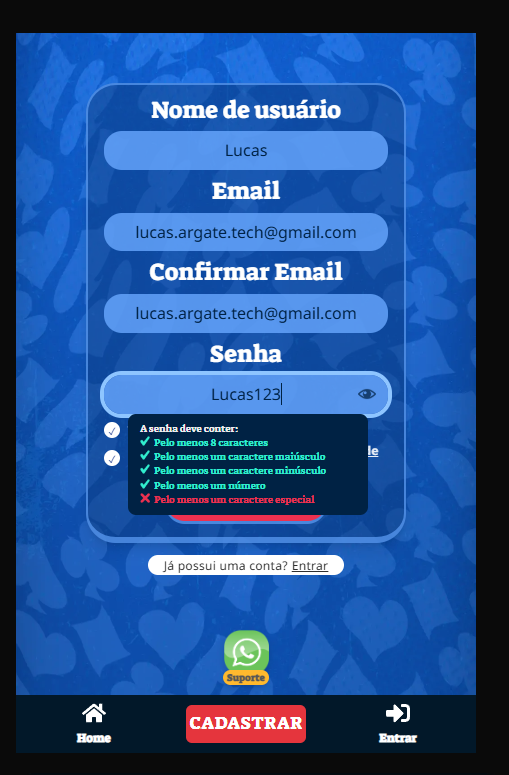 Nome de usuário
Lucas
Email
lucas.argate.tech@gmail.com
Confirmar Email
lucas.argate.tech@gmail.com
Senha
Lucas123
A senha deve conter:
Pelo menos 8 caracteres
Pelo menos um caractere maiúsculo
Pelo menos um caractere minúsculo
Pelo menos um número
Pelo menos um caractere especial
Já possui uma conta? Entrar
Suporte
Home
CADASTRAR
Entrar